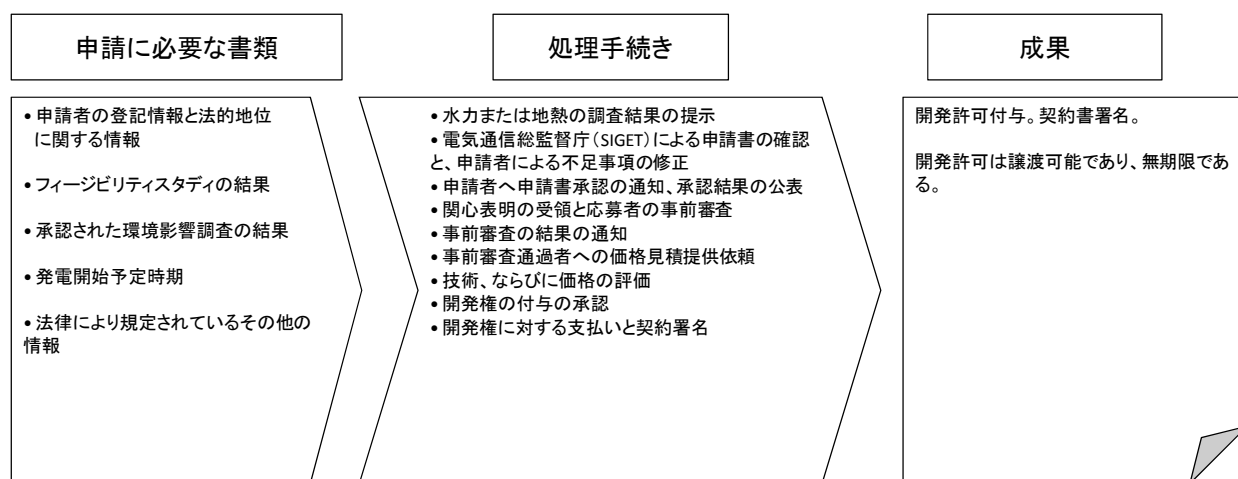 申請に必要な書類
• 申請者の登記情報と法的地位
に関する情報
• フィージビリティスタディの結果
• 承認された環境影響調査の結果
• 発電開始予定時期
• 法律により規定されているその他の
情報
処理手続き
• 水力または地熱の調査結果の提示
• 電気通信総監督庁（SIGET）による申請書の確認
と、申請者による不足事項の修正
• 申請者へ申請書承認の通知、承認結果の公表
• 関心表明の受領と応募者の事前審査
• 事前審査の結果の通知
• 事前審査通過者への価格見積提供依頼
• 技術、ならびに価格の評価
• 開発権の付与の承認
• 開発権に対する支払いと契約署名
成果
開発許可付与。契約書署名。
開発許可は譲渡可能であり、無期限であ
る。